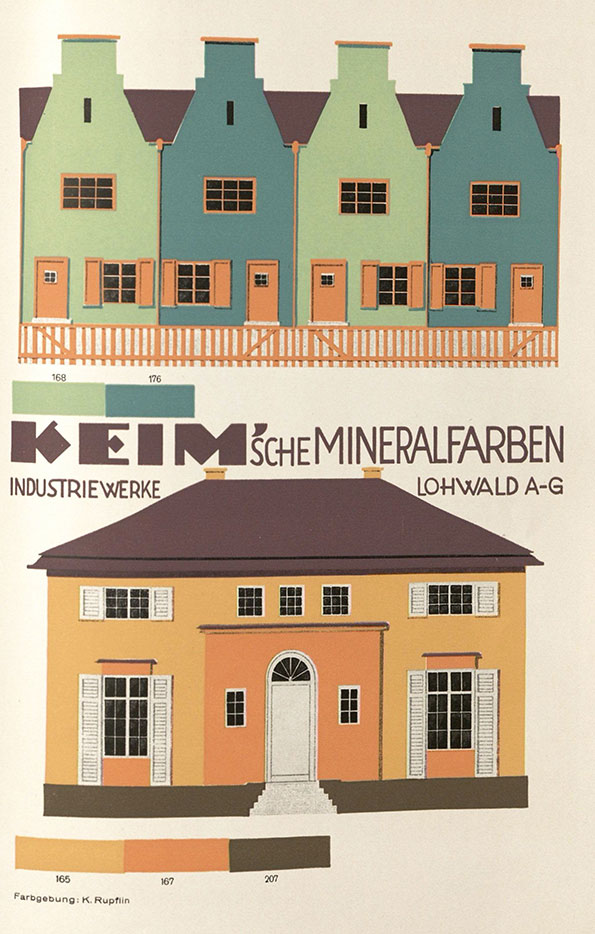 168 176
KEIM'sche MINERALFARBEN
INDUSTRIEWERKE LOHWALD A-G
165 167 207
Farbgebung: K. Rupflin